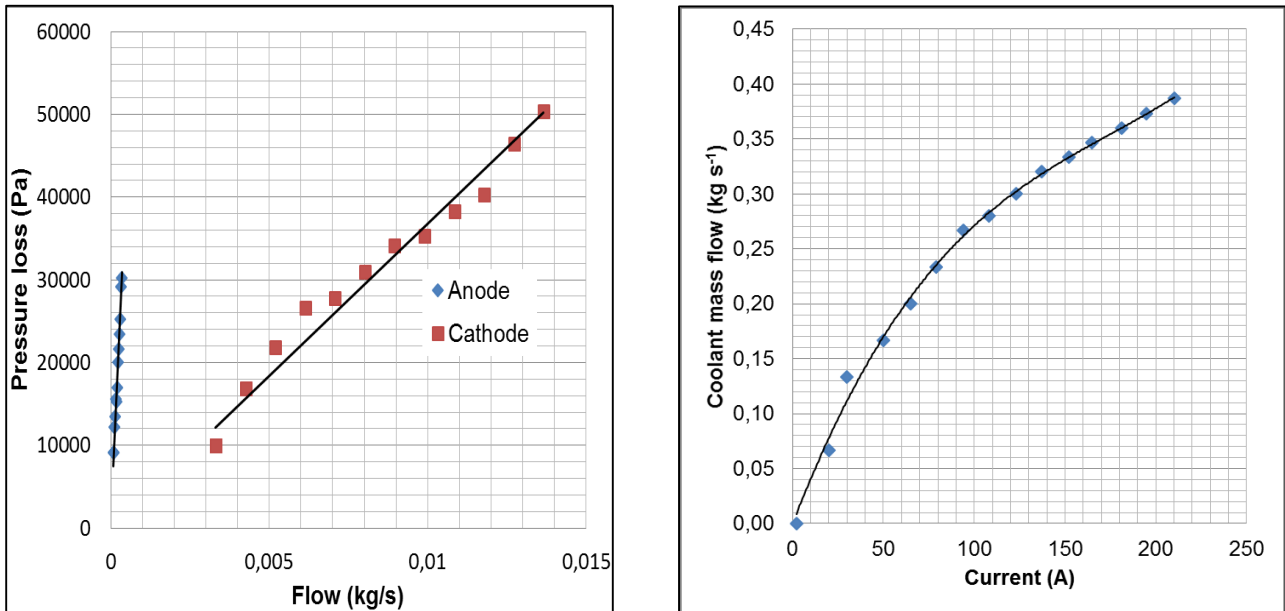 60000
50000
40000
30000
20000
10000
0
Pressure loss (Pa)
Anode
Cathode
0 0,005 0,01 0,015
Flow (kg/s)
0,45
0,40
0,35
0,30
0,25
0,20
0,15
0,10
0,05
0,00
Coolant mass flow (kg s⁻¹)
0 50 100 150 200 250
Current (A)